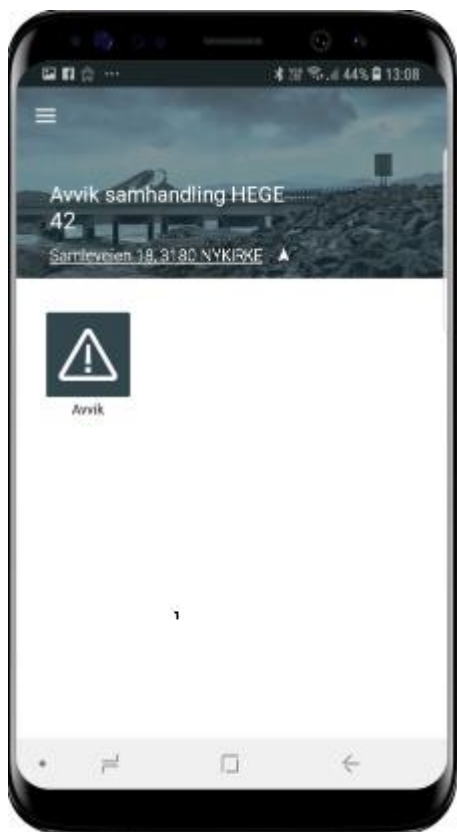 44% 13:08
Avvik samhandling HEGE
42
Samleveien 18, 3180 NYKIRKE
Avvik
1